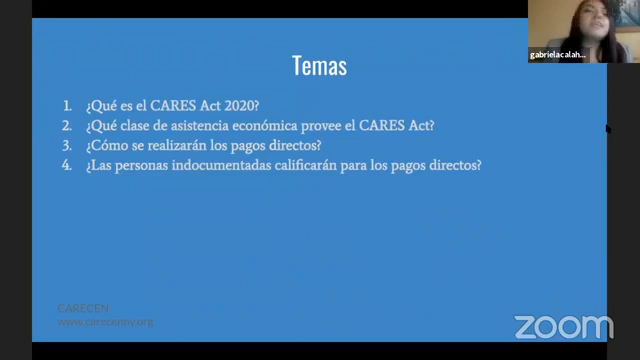 gabrielacalah...
Temas
1. ¿Qué es el CARES Act 2020?
2. ¿Qué clase de asistencia económica provee el CARES Act?
3. ¿Cómo se realizarán los pagos directos?
4. ¿Las personas indocumentadas calificarán para los pagos directos?
CARECEN
www.carecenny.org
zoom